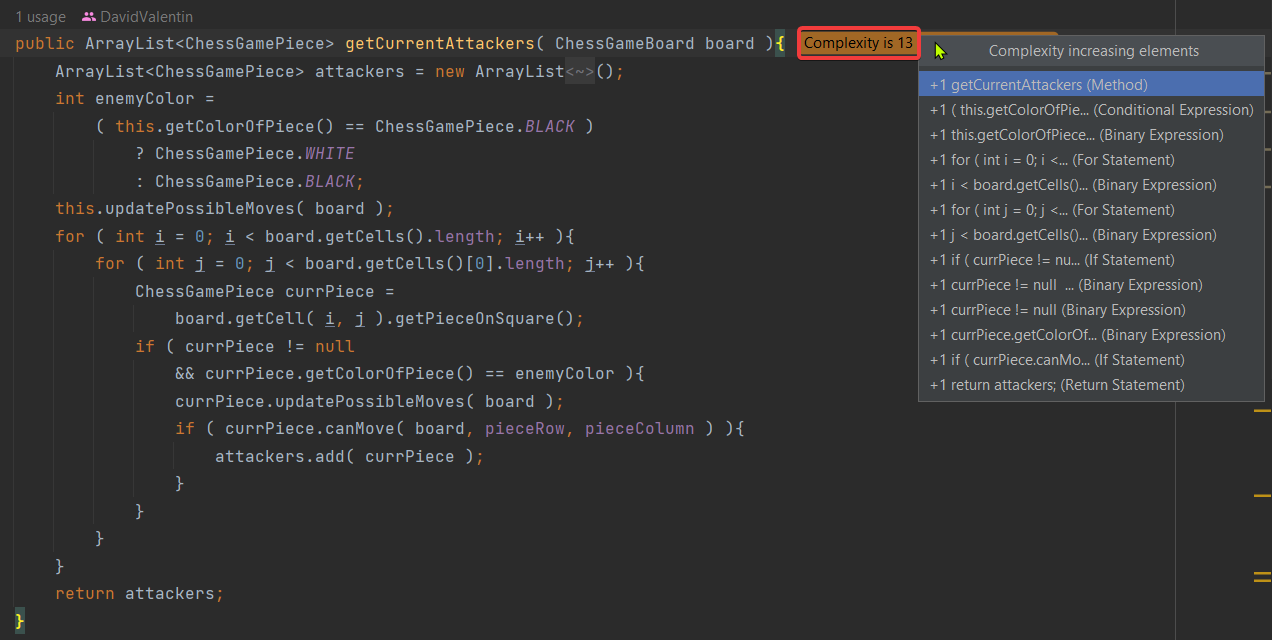 1 usage DavidValentin
public ArrayList<ChessGamePiece> getCurrentAttackers( ChessGameBoard board ){ Complexity is 13
ArrayList<ChessGamePiece> attackers = new ArrayList<~>();
int enemyColor =
( this.getColorOfPiece() == ChessGamePiece.BLACK )
? ChessGamePiece.WHITE
: ChessGamePiece.BLACK;
this.updatePossibleMoves( board );
for ( int i = 0; i < board.getCells().length; i++ ){
for ( int j = 0; j < board.getCells()[0].length; j++ ){
ChessGamePiece currPiece =
board.getCell( i, j ).getPieceOnSquare();
if ( currPiece != null
&& currPiece.getColorOfPiece() == enemyColor ){
currPiece.updatePossibleMoves( board );
if ( currPiece.canMove( board, pieceRow, pieceColumn ) ){
attackers.add( currPiece );
}
}
}
}
return attackers;
}
Complexity increasing elements
+1 getCurrentAttackers (Method)
+1 ( this.getColorOfPie... (Conditional Expression)
+1 this.getColorOfPiece... (Binary Expression)
+1 for ( int i = 0; i <... (For Statement)
+1 i < board.getCells()... (Binary Expression)
+1 for ( int j = 0; j <... (For Statement)
+1 j < board.getCells()... (Binary Expression)
+1 if ( currPiece != nu... (If Statement)
+1 currPiece != null ... (Binary Expression)
+1 currPiece != null (Binary Expression)
+1 currPiece.getColorOf... (Binary Expression)
+1 if ( currPiece.canMo... (If Statement)
+1 return attackers; (Return Statement)